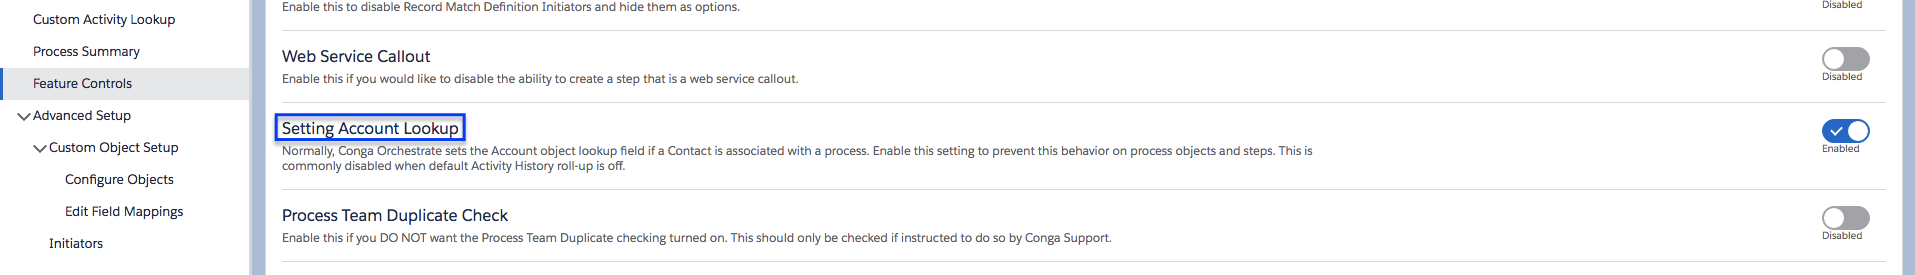 Custom Activity Lookup
Process Summary
Feature Controls
Advanced Setup
Custom Object Setup
Configure Objects
Edit Field Mappings
Initiators
Enable this to disable Record Match Definition Initiators and hide them as options.
Disabled
Web Service Callout
Enable this if you would like to disable the ability to create a step that is a web service callout.
Disabled
Setting Account Lookup
Normally, Conga Orchestrate sets the Account object lookup field if a Contact is associated with a process. Enable this setting to prevent this behavior on process objects and steps. This is
commonly disabled when default Activity History roll-up is off.
Enabled
Process Team Duplicate Check
Enable this if you DO NOT want the Process Team Duplicate checking turned on. This should only be checked if instructed to do so by Conga Support.
Disabled